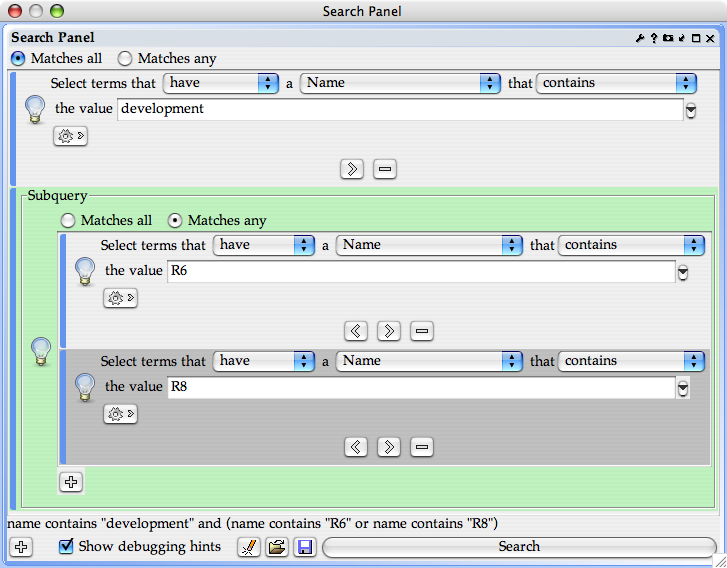 Search Panel
Search Panel
Matches all Matches any
Select terms that have a Name that contains
the value development
Subquery
Matches all Matches any
Select terms that have a Name that contains
the value R6
Select terms that have a Name that contains
the value R8
name contains "development" and (name contains "R6" or name contains "R8")
Show debugging hints Search